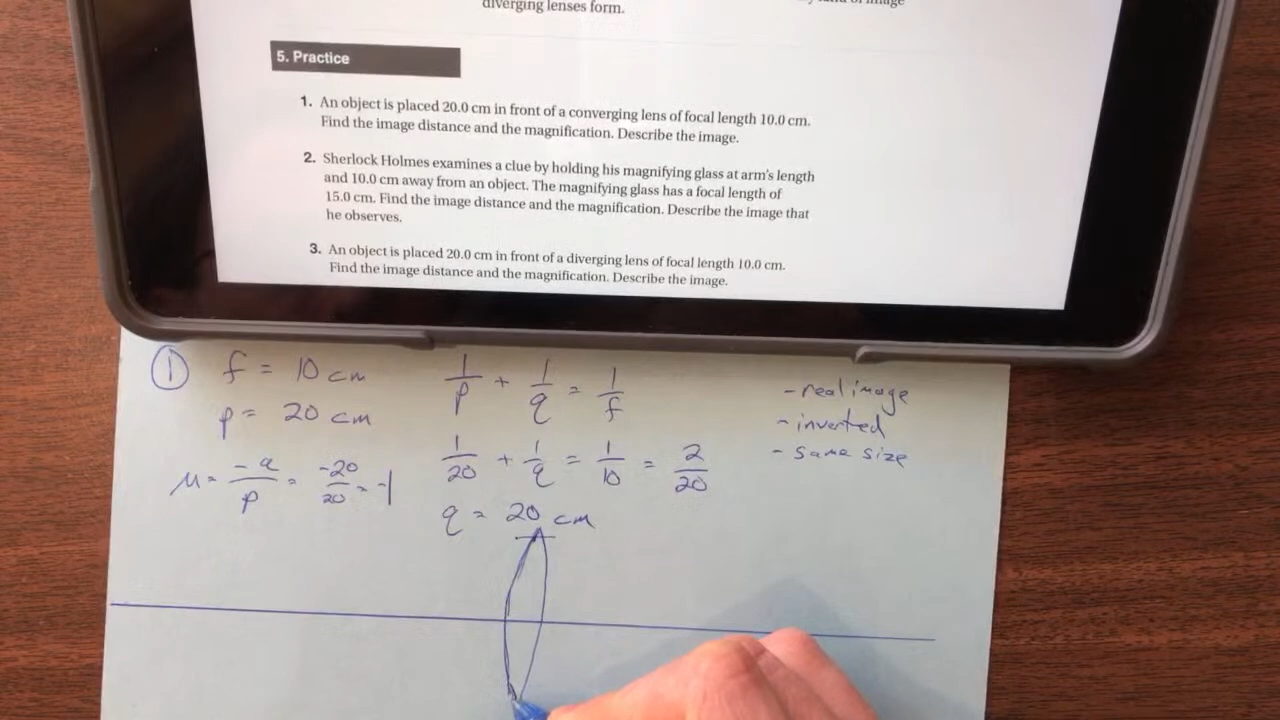 diverging lenses form.
of image
5. Practice
1. An object is placed 20.0 cm in front of a converging lens of focal length 10.0 cm.
Find the image distance and the magnification. Describe the image.
2. Sherlock Holmes examines a clue by holding his magnifying glass at arm's length
and 10.0 cm away from an object. The magnifying glass has a focal length of
15.0 cm. Find the image distance and the magnification. Describe the image that
he observes.
3. An object is placed 20.0 cm in front of a diverging lens of focal length 10.0 cm.
Find the image distance and the magnification. Describe the image.
① f = 10 cm
p = 20 cm
M = -q/p = -20/20 = -1
1/p + 1/q = 1/f
1/20 + 1/q = 1/10 = 2/20
q = 20 cm
- real image
- inverted
- same size